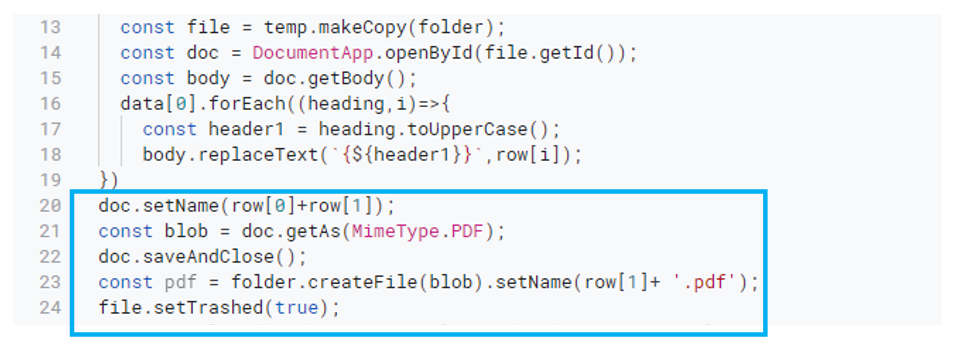 13 const file = temp.makeCopy(folder);
14 const doc = DocumentApp.openById(file.getId());
15 const body = doc.getBody();
16 data[0].forEach((heading,i)=>{
17 const header1 = heading.toUpperCase();
18 body.replaceText(`{${header1}}`,row[i]);
19 })
20 doc.setName(row[0]+row[1]);
21 const blob = doc.getAs(MimeType.PDF);
22 doc.saveAndClose();
23 const pdf = folder.createFile(blob).setName(row[1]+ '.pdf');
24 file.setTrashed(true);